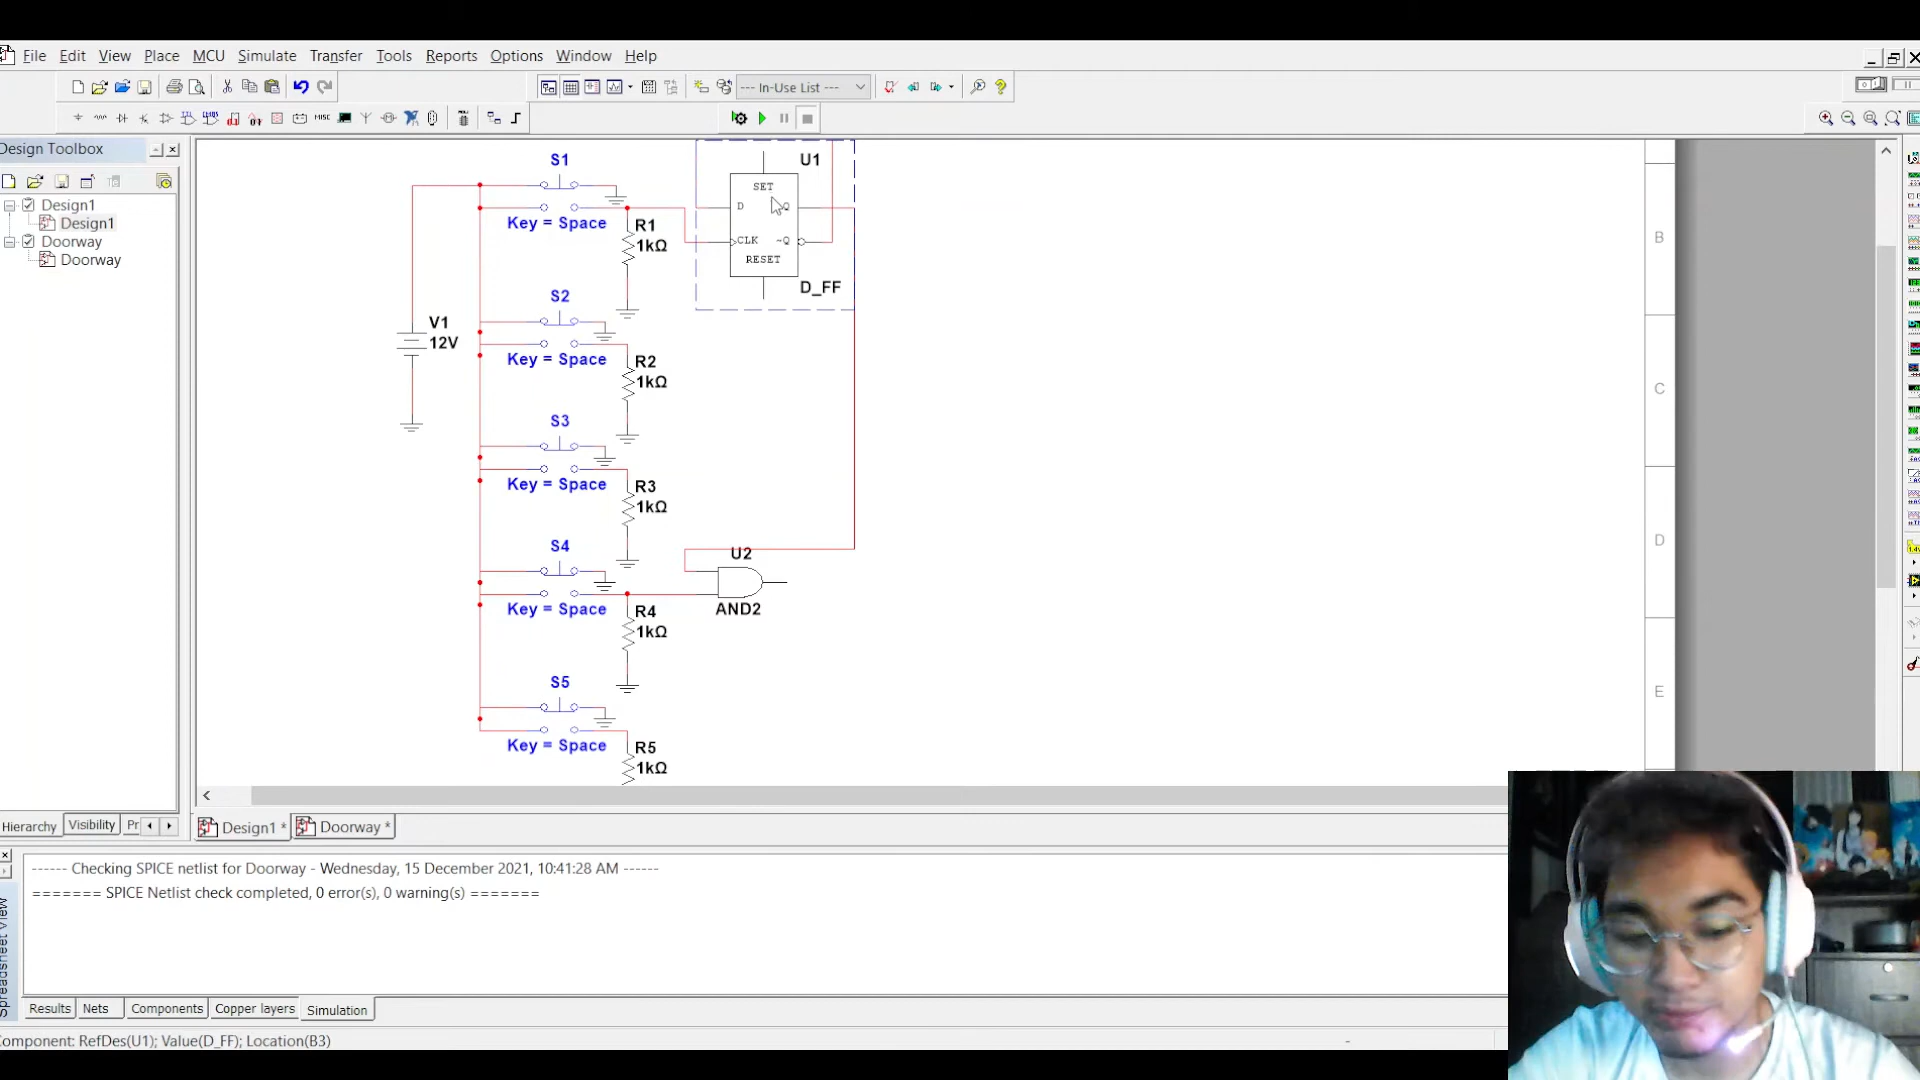 File Edit View Place MCU Simulate Transfer Tools Reports Options Window Help
--- In-Use List ---
MISC
Design Toolbox
Design1
Design1
Doorway
Doorway
S1
Key = Space
R1
1kΩ
U1
SET
D
Q
CLK
~Q
RESET
D_FF
S2
Key = Space
R2
1kΩ
V1
12V
S3
Key = Space
R3
1kΩ
S4
Key = Space
R4
1kΩ
U2
AND2
S5
Key = Space
R5
1kΩ
B
C
D
E
Hierarchy Visibility Pr
Design1 * Doorway *
------ Checking SPICE netlist for Doorway - Wednesday, 15 December 2021, 10:41:28 AM ------
======= SPICE Netlist check completed, 0 error(s), 0 warning(s) =======
Spreadsheet View
Results Nets Components Copper layers Simulation
omponent: RefDes(U1); Value(D_FF); Location(B3)